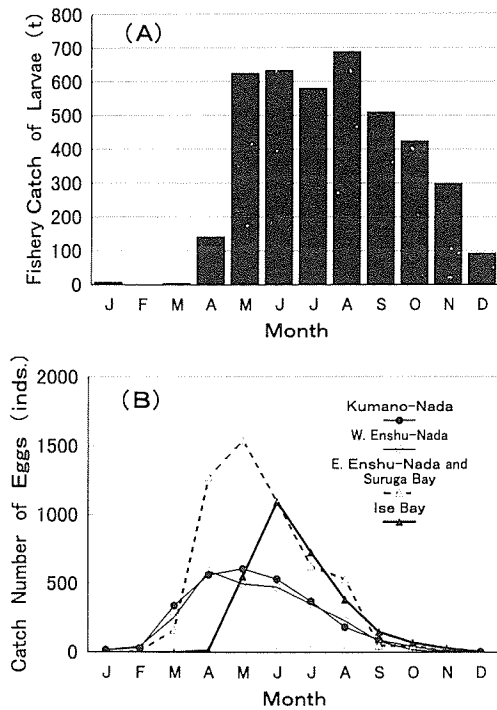 (A)
Fishery Catch of Larvae (t)
800
700
600
500
400
300
200
100
0
J F M A M J J A S O N D
Month
(B)
Catch Number of Eggs (inds.)
2000
1500
1000
500
0
Kumano-Nada
W. Enshu-Nada
E. Enshu-Nada and
Suruga Bay
Ise Bay
J F M A M J J A S O N D
Month